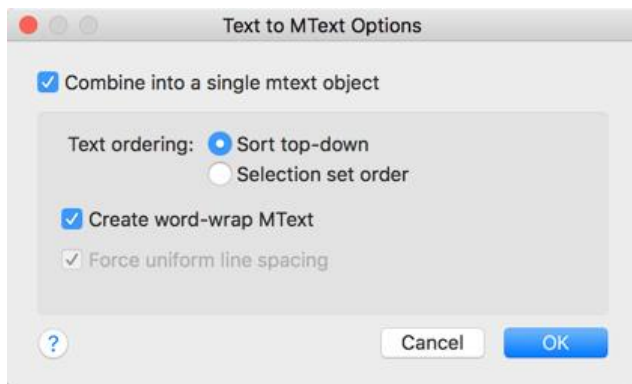 Text to MText Options
Combine into a single mtext object
Text ordering: Sort top-down
Selection set order
Create word-wrap MText
Force uniform line spacing
? Cancel OK